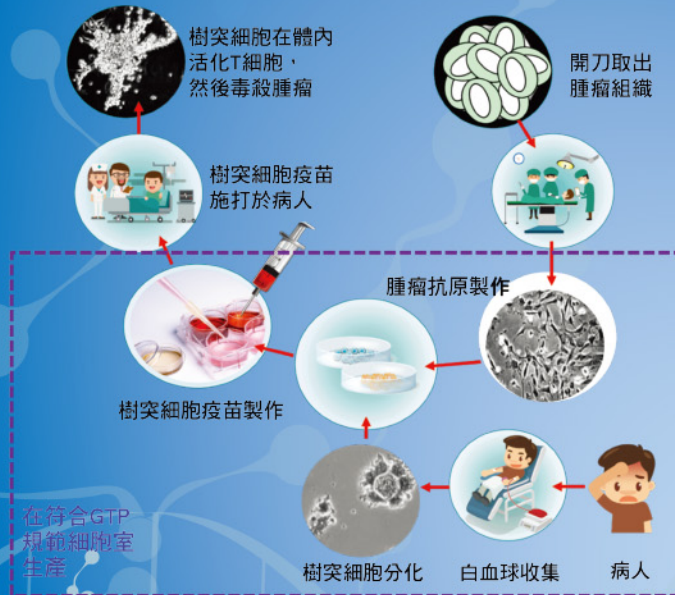 樹突細胞在體內
活化T細胞，
然後毒殺腫瘤
開刀取出
腫瘤組織
樹突細胞疫苗
施打於病人
腫瘤抗原製作
樹突細胞疫苗製作
在符合GTP
規範細胞室
生產
樹突細胞分化
白血球收集
病人